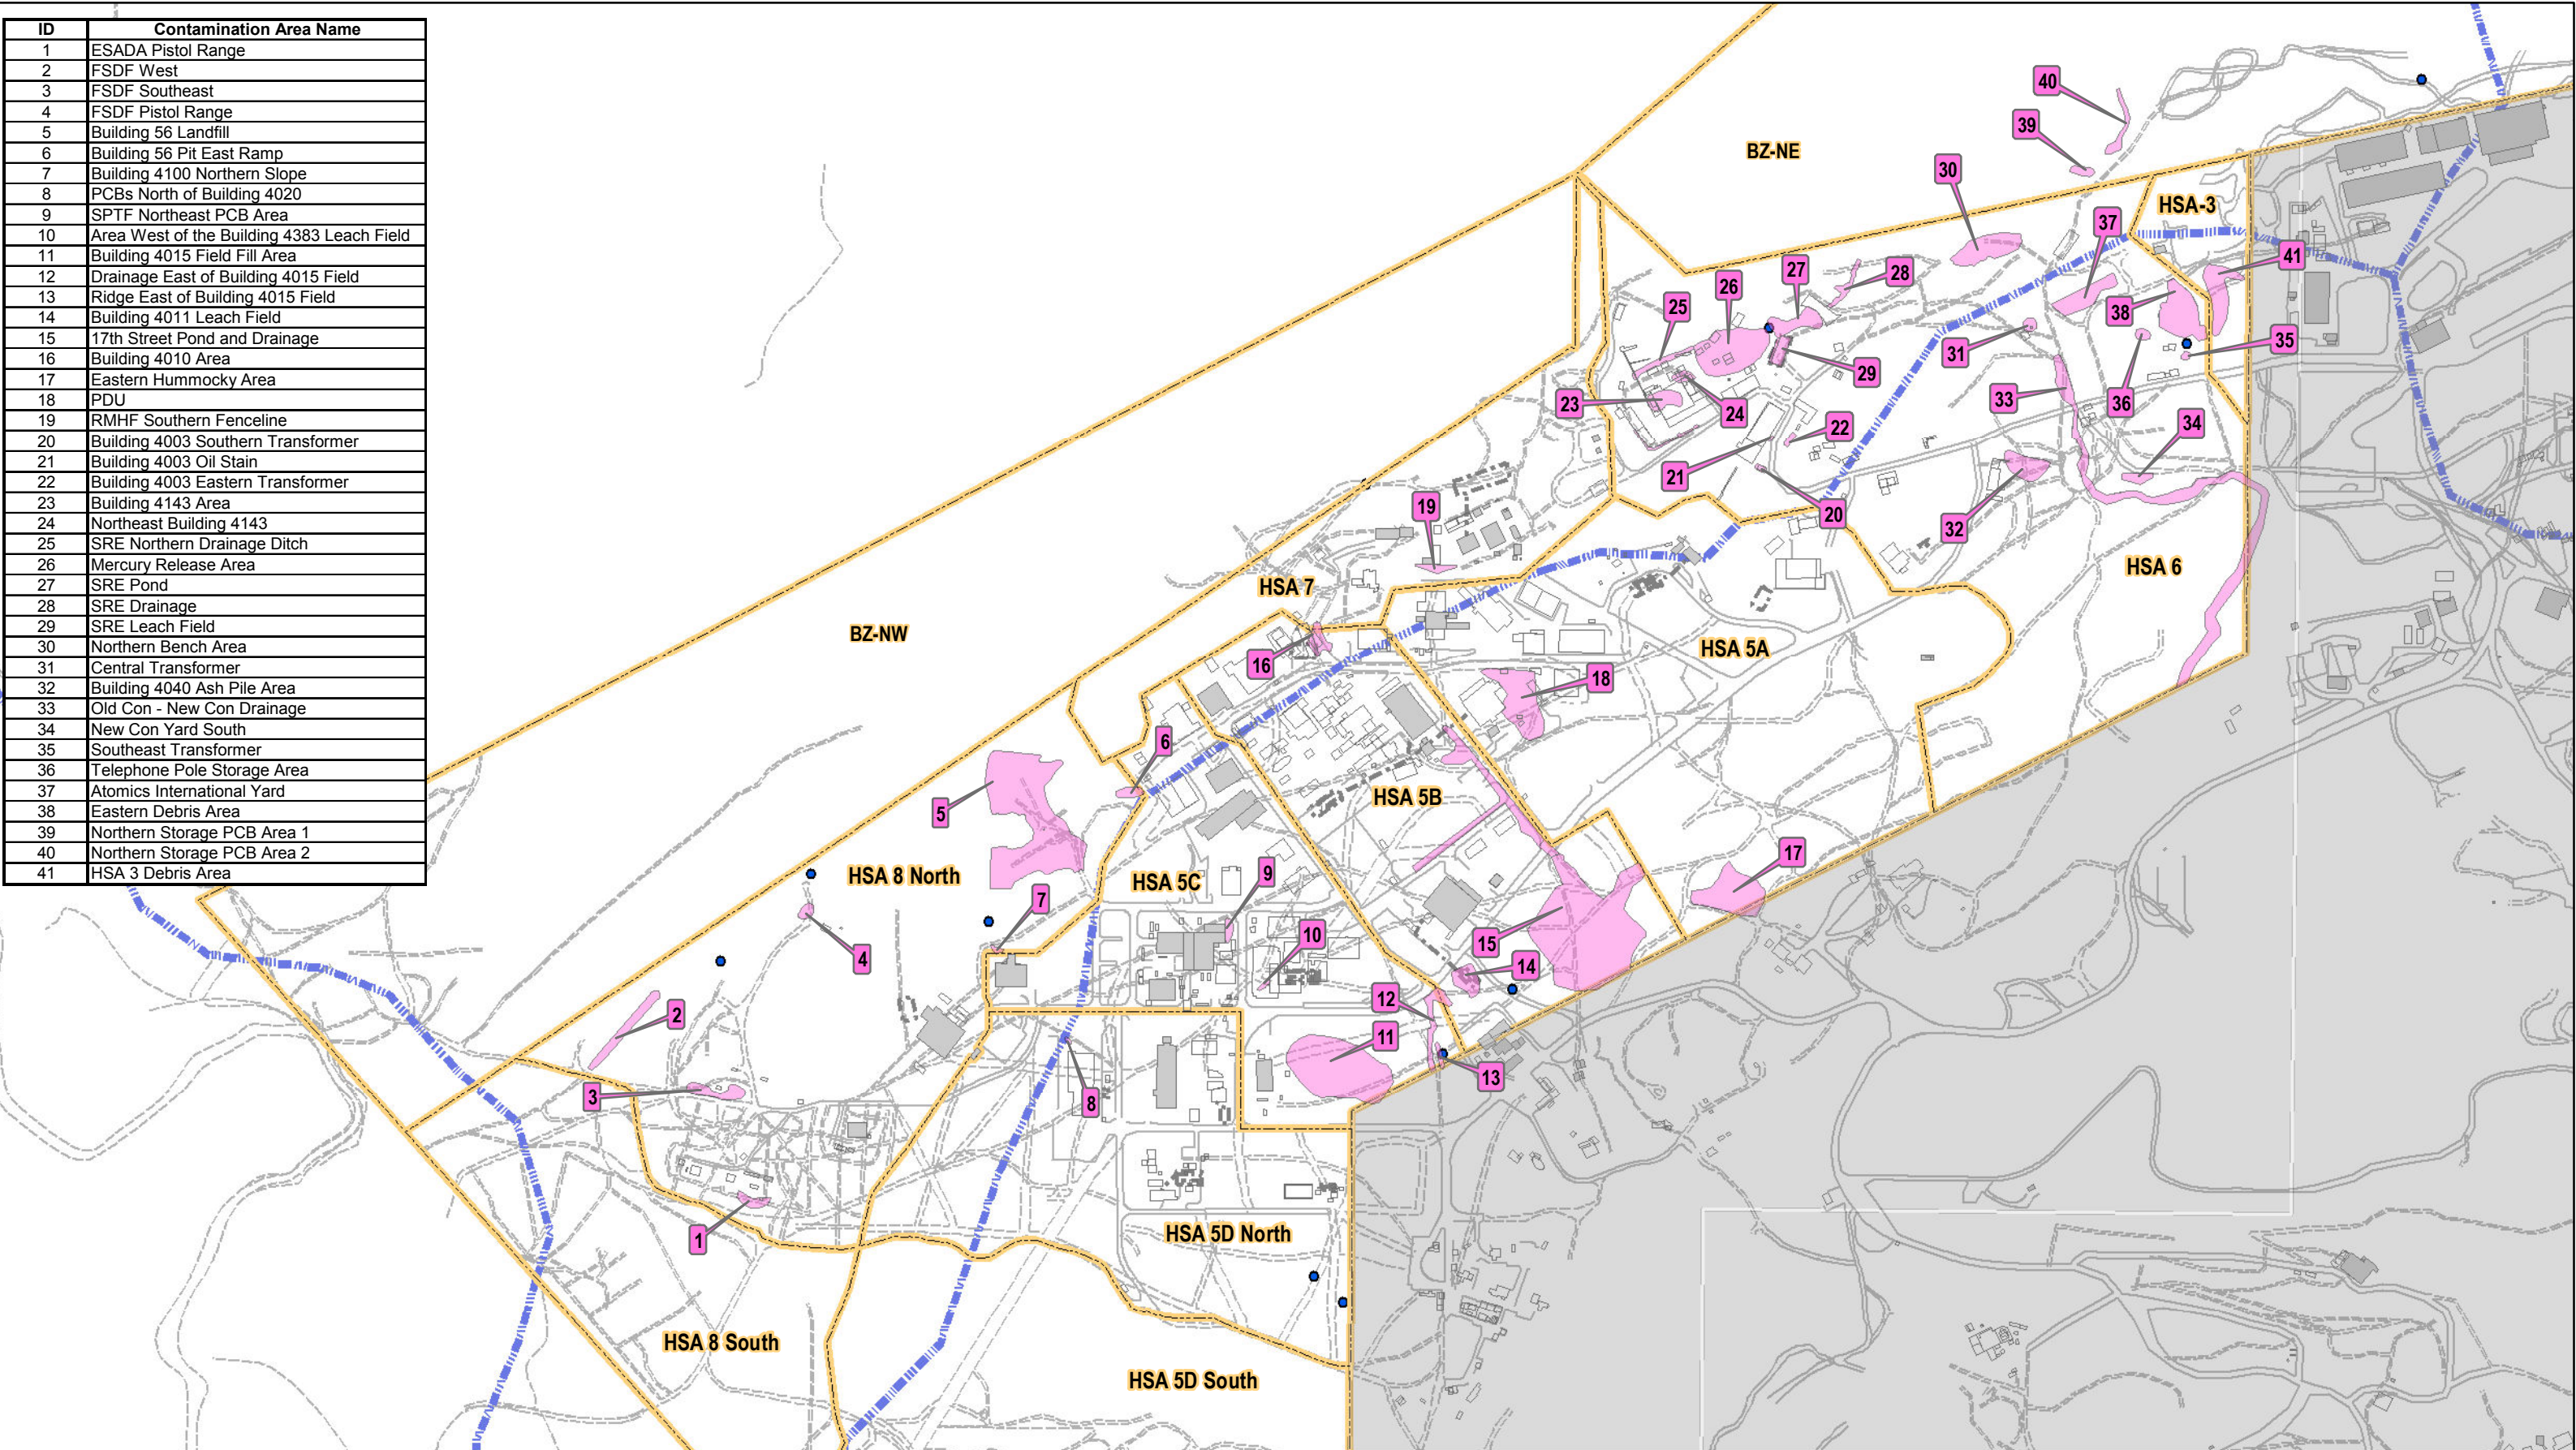 ID Contamination Area Name
1 ESADA Pistol Range
2 FSDF West
3 FSDF Southeast
4 FSDF Pistol Range
5 Building 56 Landfill
6 Building 56 Pit East Ramp
7 Building 4100 Northern Slope
8 PCBs North of Building 4020
9 SPTF Northeast PCB Area
10 Area West of the Building 4383 Leach Field
11 Building 4015 Field Fill Area
12 Drainage East of Building 4015 Field
13 Ridge East of Building 4015 Field
14 Building 4011 Leach Field
15 17th Street Pond and Drainage
16 Building 4010 Area
17 Eastern Hummocky Area
18 PDU
19 RMHF Southern Fenceline
20 Building 4003 Southern Transformer
21 Building 4003 Oil Stain
22 Building 4003 Eastern Transformer
23 Building 4143 Area
24 Northeast Building 4143
25 SRE Northern Drainage Ditch
26 Mercury Release Area
27 SRE Pond
28 SRE Drainage
29 SRE Leach Field
30 Northern Bench Area
31 Central Transformer
32 Building 4040 Ash Pile Area
33 Old Con - New Con Drainage
34 New Con Yard South
35 Southeast Transformer
36 Telephone Pole Storage Area
37 Atomics International Yard
38 Eastern Debris Area
39 Northern Storage PCB Area 1
40 Northern Storage PCB Area 2
41 HSA 3 Debris Area
40
39
BZ-NE
30
HSA-3
37
41
27
28
26
25
38
35
31
29
23
24
33
36
22
34
21
19
20
32
HSA 6
HSA 7
BZ-NW
HSA 5A
16
18
6
HSA 5B
5
17
HSA 8 North
HSA 5C
9
7
10
15
4
14
12
2
11
13
3
8
HSA 5D North
1
HSA 8 South
HSA 5D South